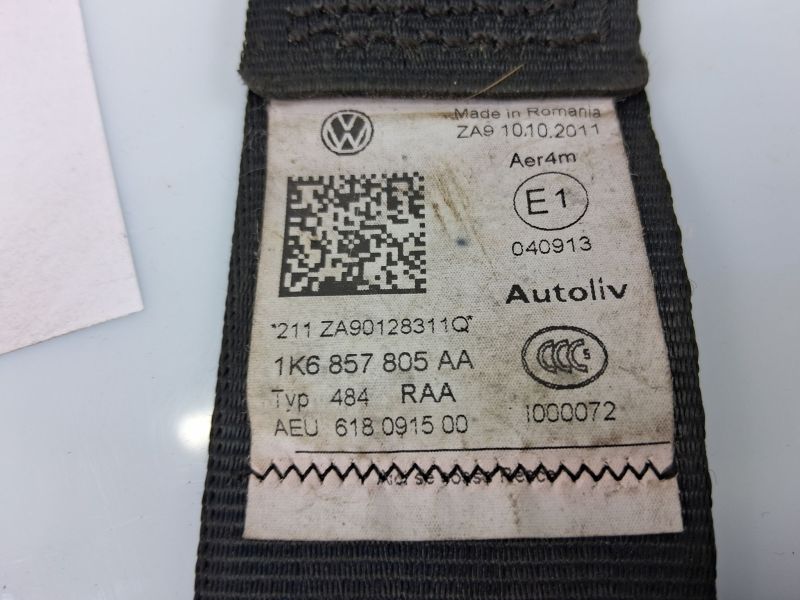 Made in Romania
ZA9 10.10.2011
Aer4m
E1
040913
Autoliv
*211 ZA90128311Q*
1K6 857 805 AA
CCC S
Typ 484 RAA
I000072
AEU 618 0915 00